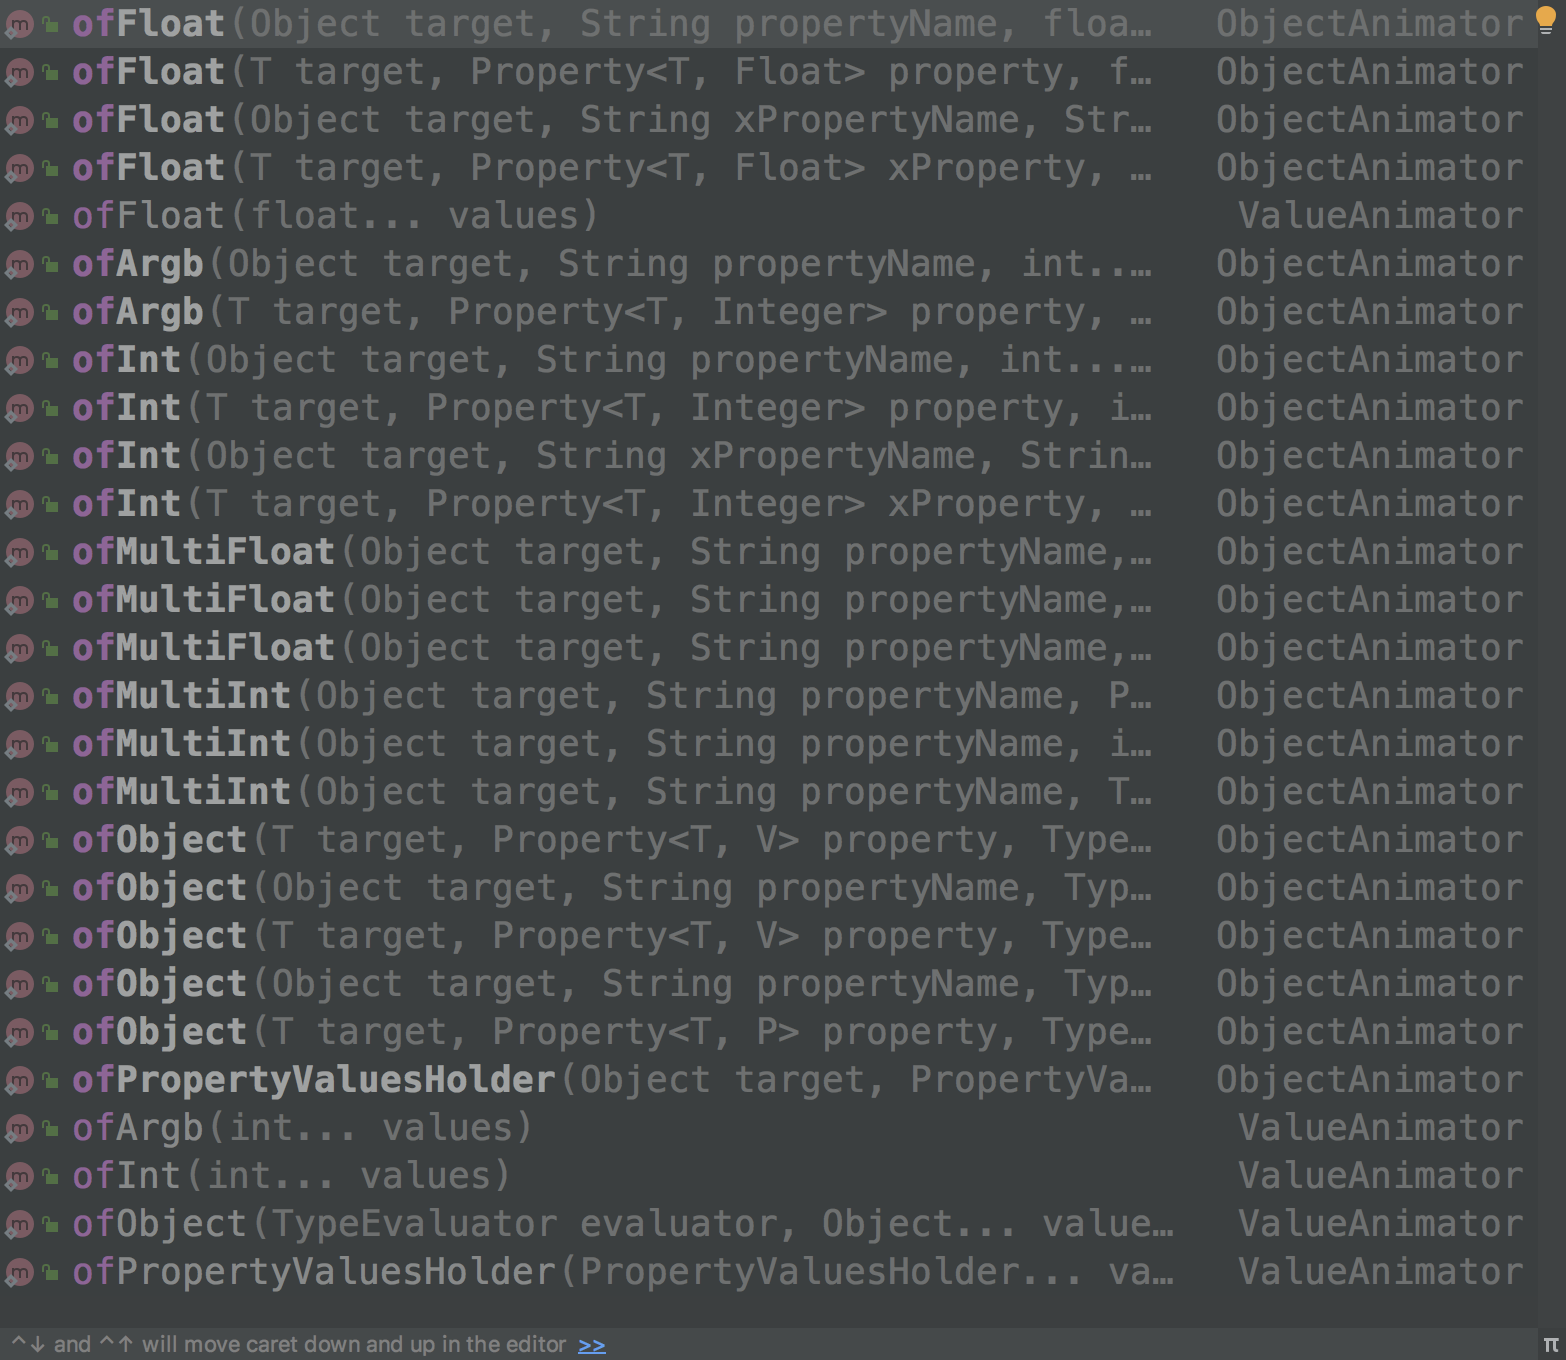 ofFloat(Object target, String propertyName, floa… ObjectAnimator
ofFloat(T target, Property<T, Float> property, f… ObjectAnimator
ofFloat(Object target, String xPropertyName, Str… ObjectAnimator
ofFloat(T target, Property<T, Float> xProperty, … ObjectAnimator
ofFloat(float... values) ValueAnimator
ofArgb(Object target, String propertyName, int..… ObjectAnimator
ofArgb(T target, Property<T, Integer> property, … ObjectAnimator
ofInt(Object target, String propertyName, int...… ObjectAnimator
ofInt(T target, Property<T, Integer> property, i… ObjectAnimator
ofInt(Object target, String xPropertyName, Strin… ObjectAnimator
ofInt(T target, Property<T, Integer> xProperty, … ObjectAnimator
ofMultiFloat(Object target, String propertyName,… ObjectAnimator
ofMultiFloat(Object target, String propertyName,… ObjectAnimator
ofMultiFloat(Object target, String propertyName,… ObjectAnimator
ofMultiInt(Object target, String propertyName, P… ObjectAnimator
ofMultiInt(Object target, String propertyName, i… ObjectAnimator
ofMultiInt(Object target, String propertyName, T… ObjectAnimator
ofObject(T target, Property<T, V> property, Type… ObjectAnimator
ofObject(Object target, String propertyName, Typ… ObjectAnimator
ofObject(T target, Property<T, V> property, Type… ObjectAnimator
ofObject(Object target, String propertyName, Typ… ObjectAnimator
ofObject(T target, Property<T, P> property, Type… ObjectAnimator
ofPropertyValuesHolder(Object target, PropertyVa… ObjectAnimator
ofArgb(int... values) ValueAnimator
ofInt(int... values) ValueAnimator
ofObject(TypeEvaluator evaluator, Object... value… ValueAnimator
ofPropertyValuesHolder(PropertyValuesHolder... va… ValueAnimator
^↓ and ^↑ will move caret down and up in the editor >> π